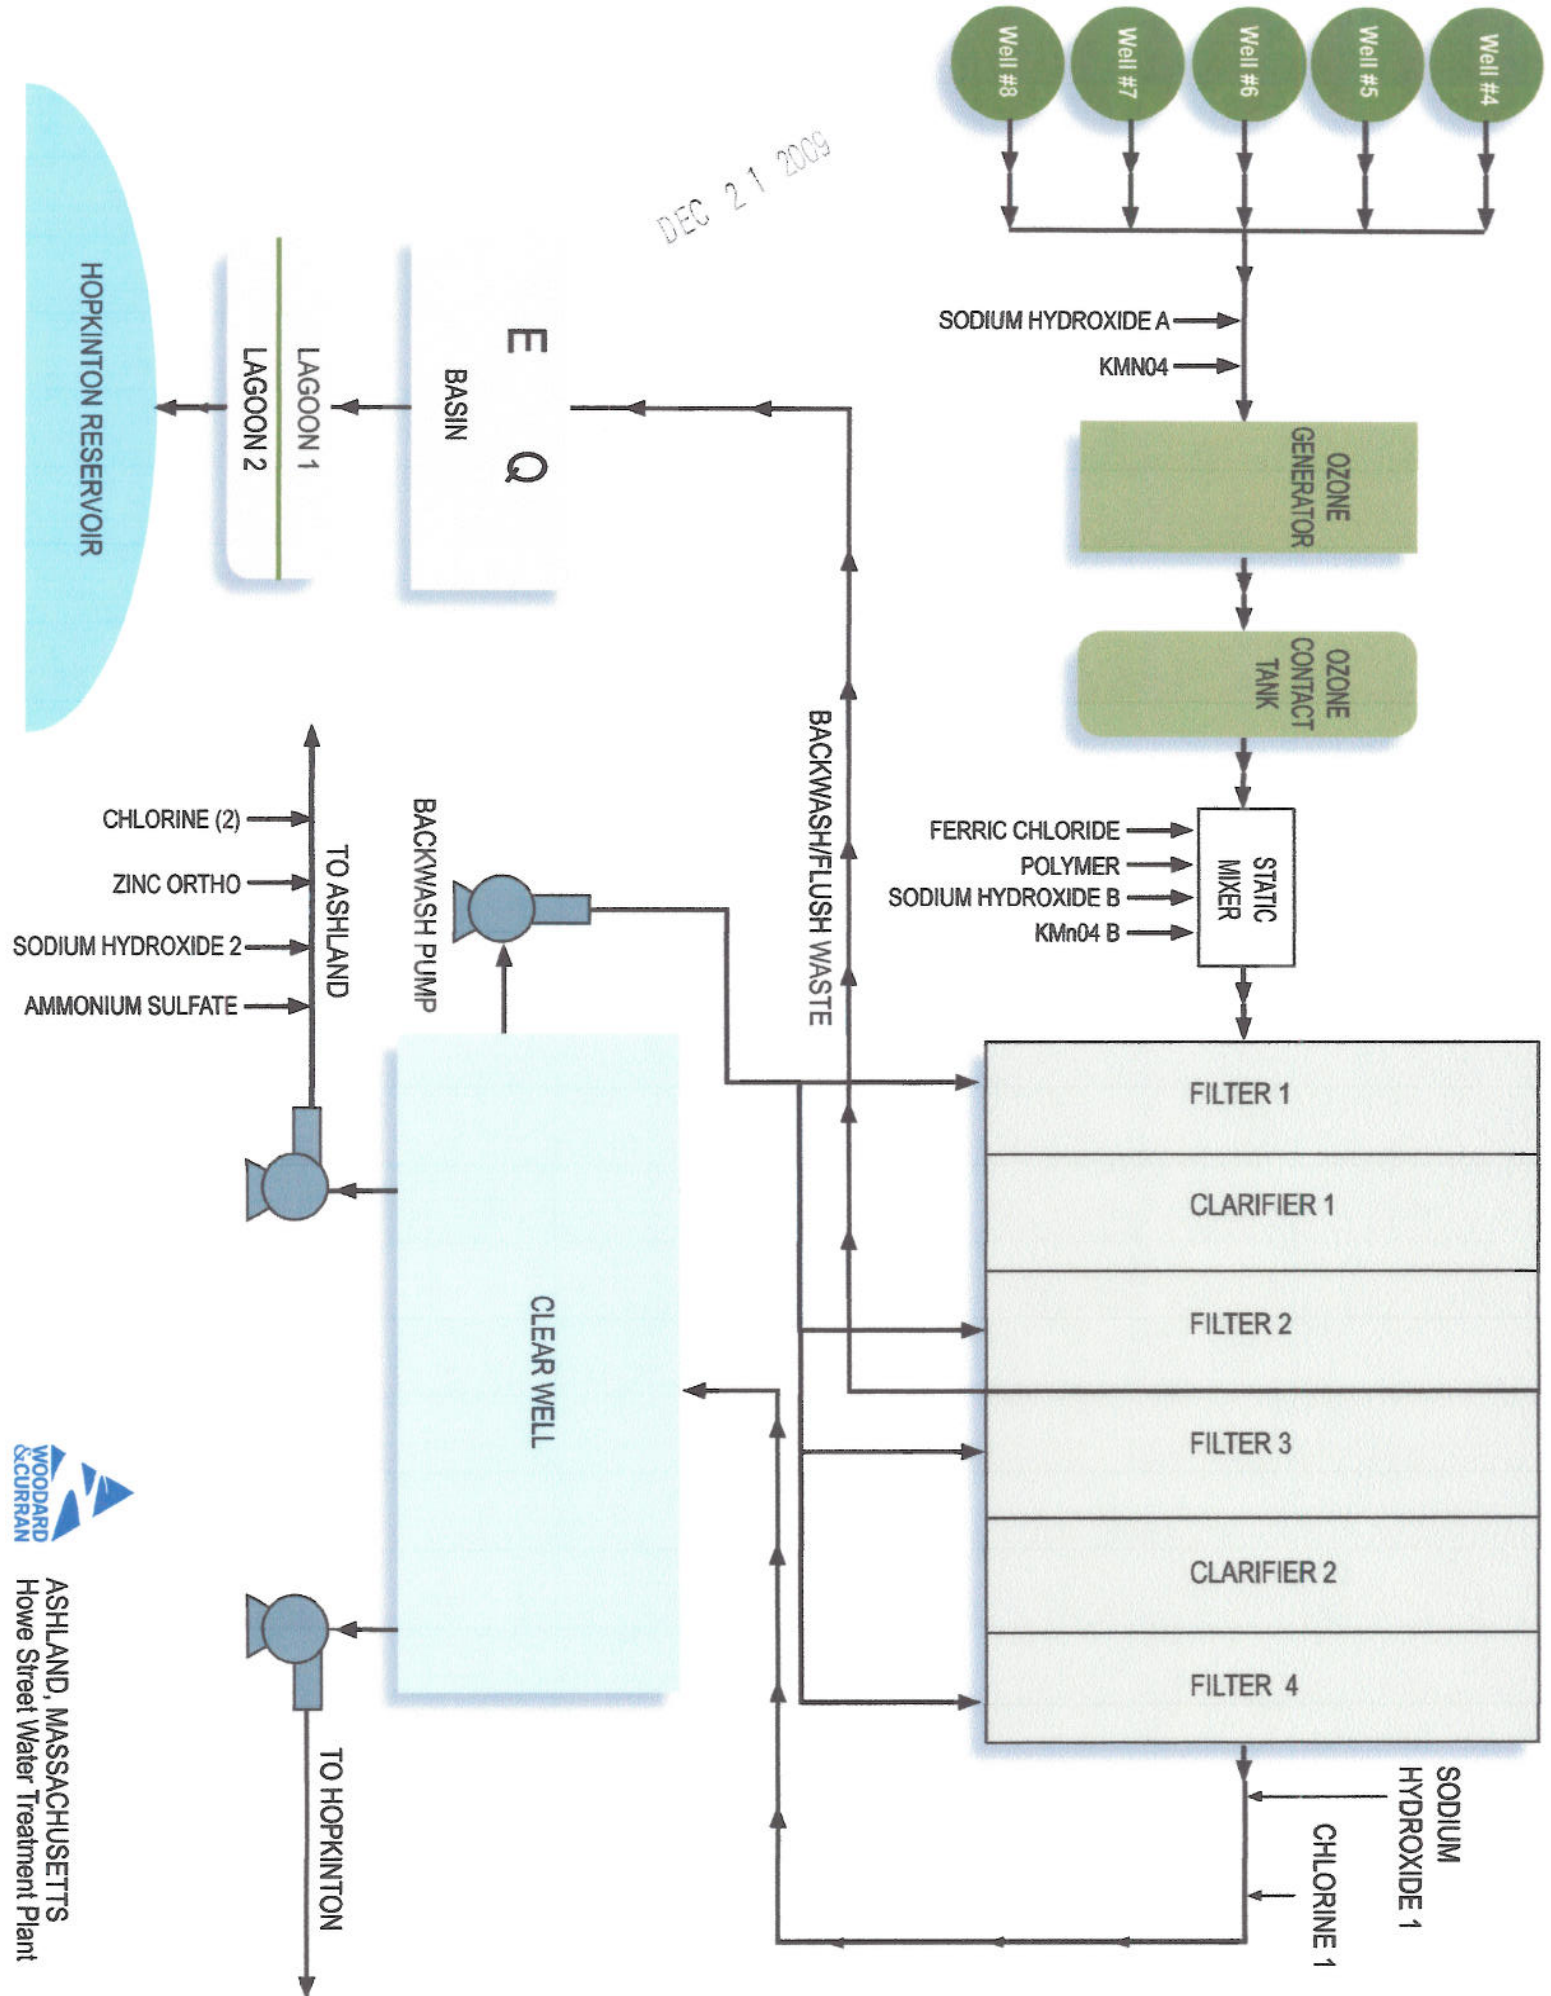 Well #4
Well #5
Well #6
Well #7
Well #8
SODIUM HYDROXIDE A
KMN04
OZONE
GENERATOR
OZONE
CONTACT
TANK
FERRIC CHLORIDE
POLYMER
SODIUM HYDROXIDE B
KMn04 B
STATIC
MIXER
FILTER 1
CLARIFIER 1
FILTER 2
FILTER 3
CLARIFIER 2
FILTER 4
SODIUM
HYDROXIDE 1
CHLORINE 1
DEC 21 2009
BACKWASH/FLUSH WASTE
E Q
BASIN
LAGOON 1
LAGOON 2
HOPKINTON RESERVOIR
BACKWASH PUMP
CLEAR WELL
TO ASHLAND
CHLORINE (2)
ZINC ORTHO
SODIUM HYDROXIDE 2
AMMONIUM SULFATE
TO HOPKINTON
WOODARD
&CURRAN
ASHLAND, MASSACHUSETTS
Howe Street Water Treatment Plant